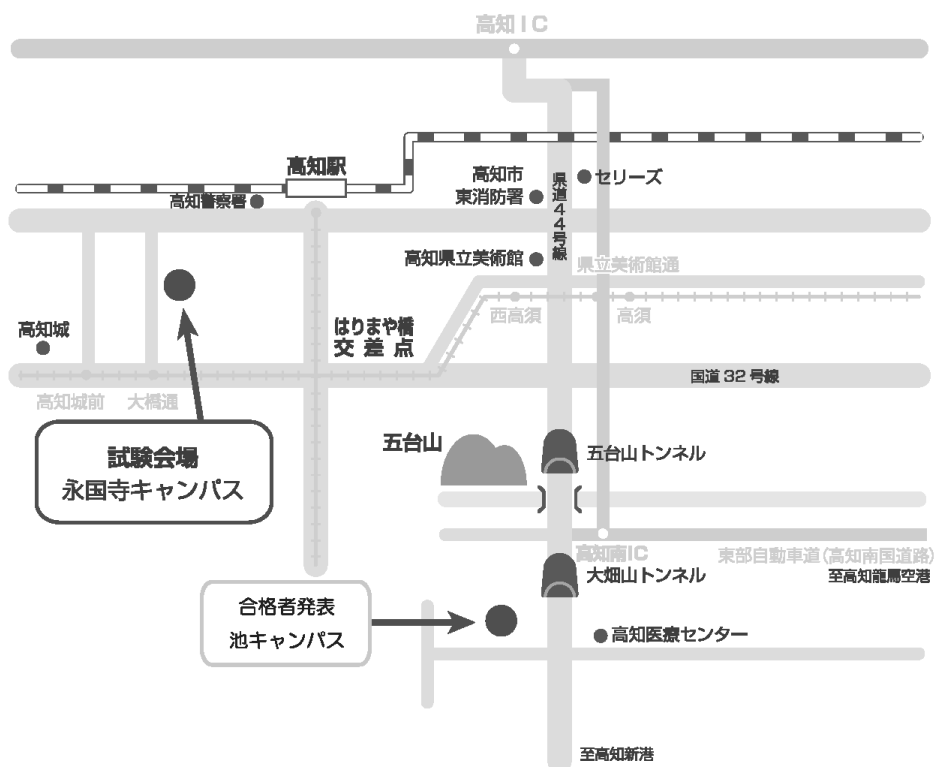 高知IC
高知駅
高知警察署
高知市
東消防署
県道44号線
セリーズ
高知県立美術館
県立美術館通
西高須
高須
高知城
はりまや橋
交差点
国道32号線
高知城前
大橋通
試験会場
永国寺キャンパス
五台山
五台山トンネル
高知南IC
東部自動車道(高知南国道路)
大畑山トンネル
至高知龍馬空港
合格者発表
池キャンパス
高知医療センター
至高知新港